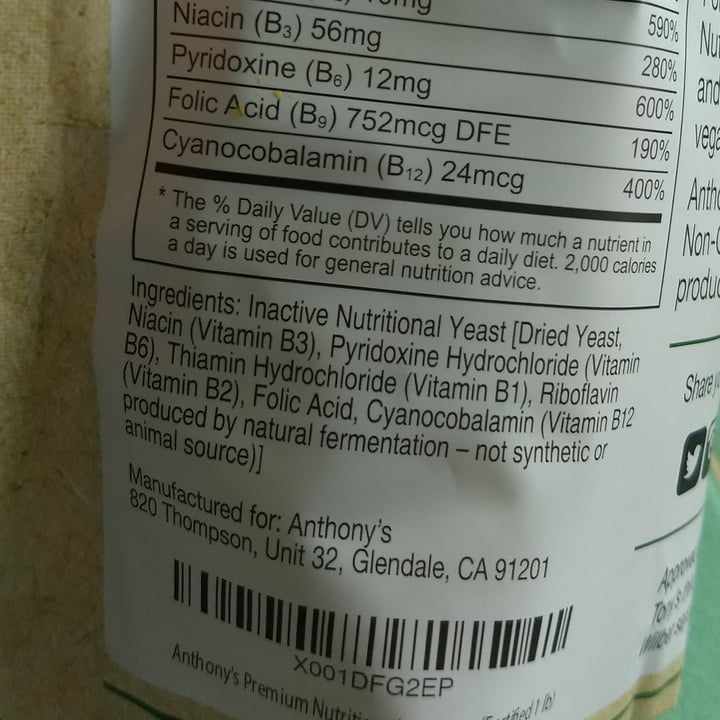 590%
Niacin (B3) 56mg 280%
Pyridoxine (B6) 12mg 600%
Folic Acid (B9) 752mcg DFE 190%
Cyanocobalamin (B12) 24mcg 400%
* The % Daily Value (DV) tells you how much a nutrient in
a serving of food contributes to a daily diet. 2,000 calories
a day is used for general nutrition advice.
Ingredients: Inactive Nutritional Yeast [Dried Yeast,
Niacin (Vitamin B3), Pyridoxine Hydrochloride (Vitamin
B6), Thiamin Hydrochloride (Vitamin B1), Riboflavin
(Vitamin B2), Folic Acid, Cyanocobalamin (Vitamin B12
produced by natural fermentation – not synthetic or
animal source)]
Manufactured for: Anthony's
820 Thompson, Unit 32, Glendale, CA 91201
X001DFG2EP
Anthony's Premium
and
Share